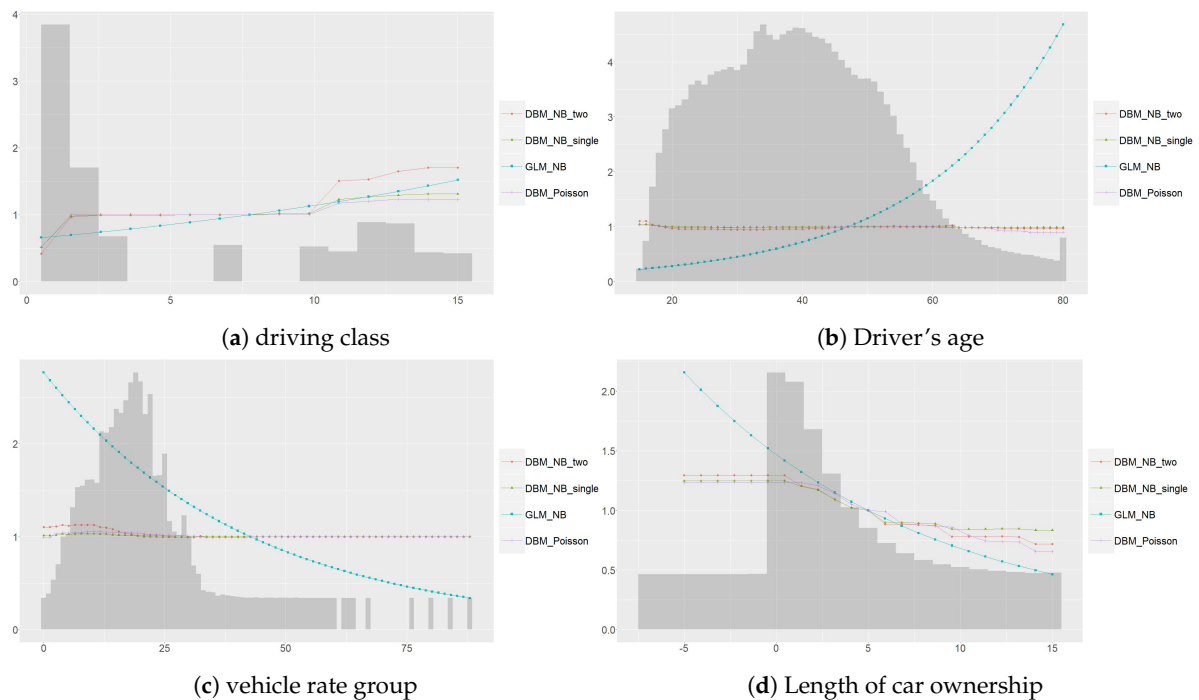 4
3
2
1
0
0
5
10
15
DBM_NB_two
DBM_NB_single
GLM_NB
DBM_Poisson
(a) driving class
4
3
2
1
0
20
40
60
80
DBM_NB_two
DBM_NB_single
GLM_NB
DBM_Poisson
(b) Driver's age
2
1
0
0
25
50
75
DBM_NB_two
DBM_NB_single
GLM_NB
DBM_Poisson
(c) vehicle rate group
2.0
1.5
1.0
0.5
0.0
-5
0
5
10
15
DBM_NB_two
DBM_NB_single
GLM_NB
DBM_Poisson
(d) Length of car ownership